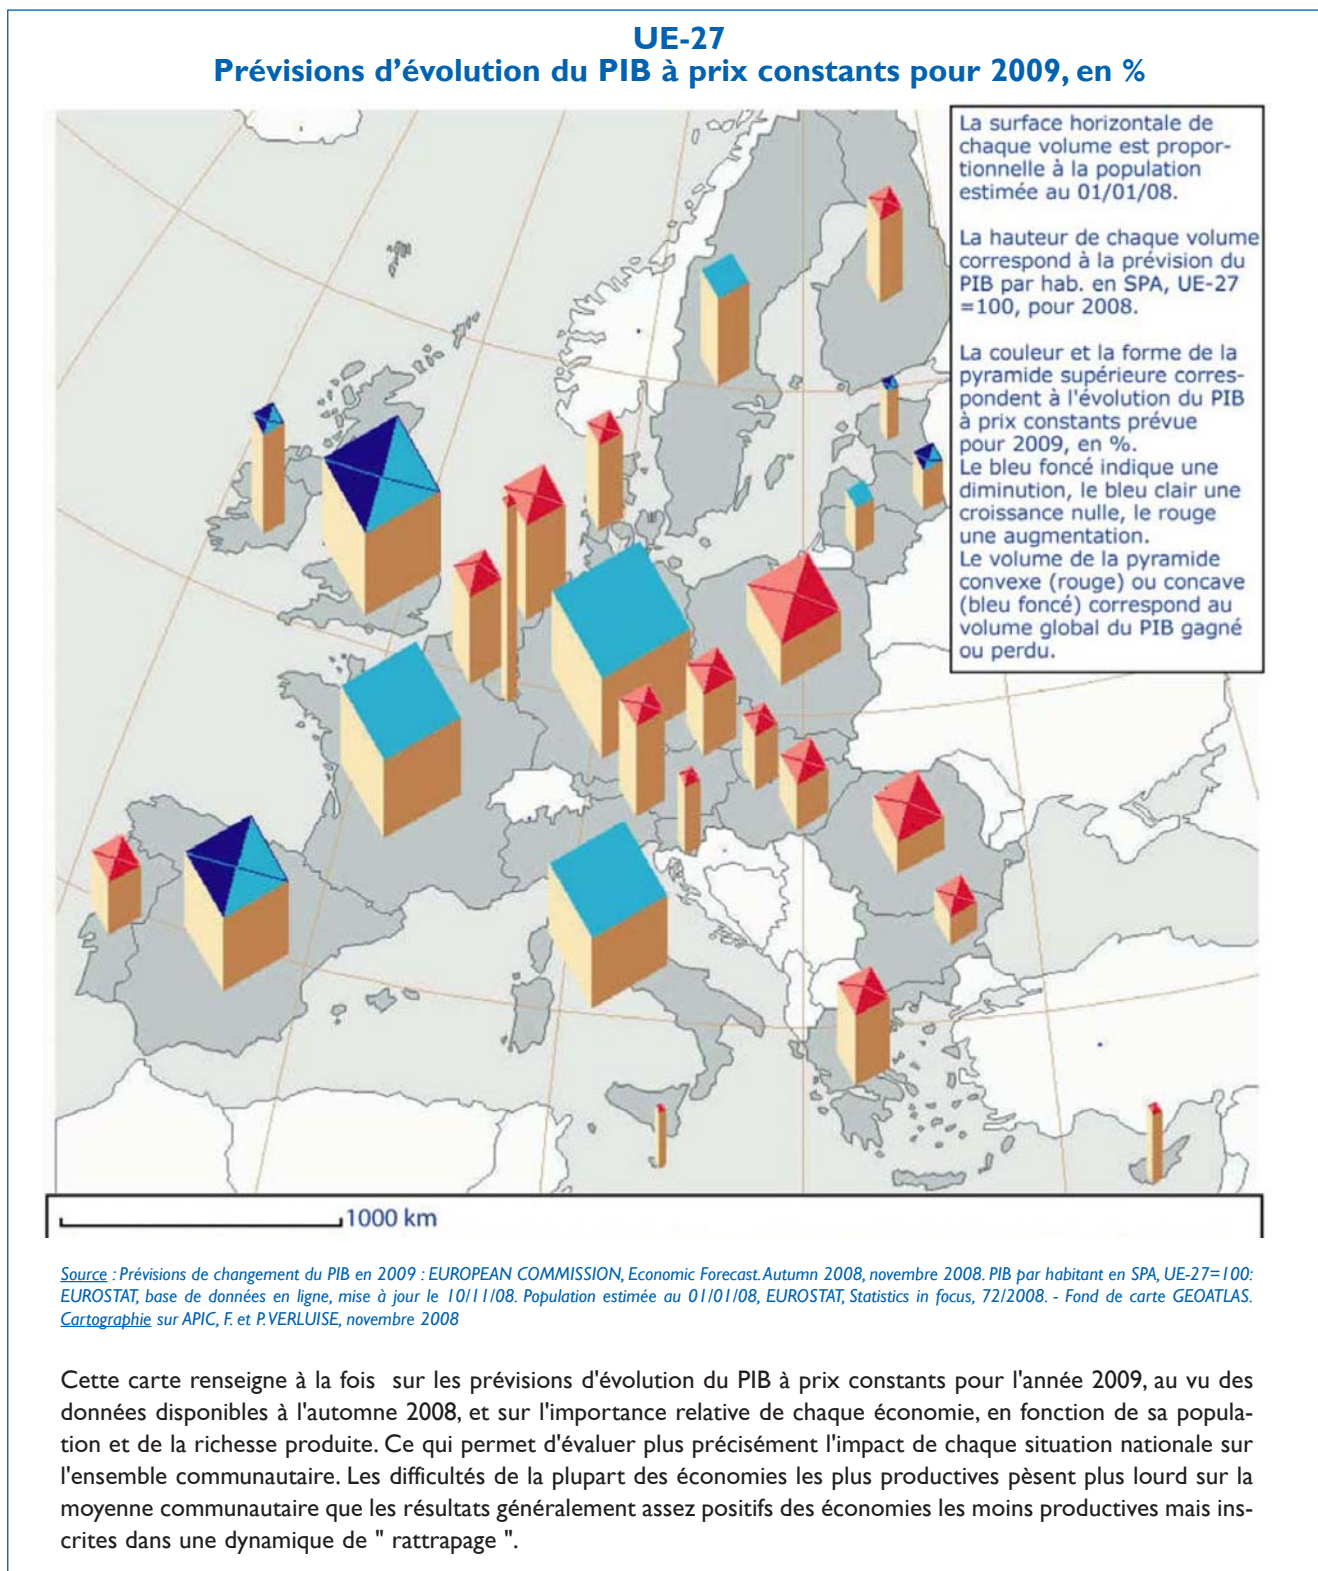 UE-27
Prévisions d'évolution du PIB à prix constants pour 2009, en %
La surface horizontale de
chaque volume est propor-
tionnelle à la population
estimée au 01/01/08.
La hauteur de chaque volume
correspond à la prévision du
PIB par hab. en SPA, UE-27
=100, pour 2008.
La couleur et la forme de la
pyramide supérieure corres-
pondent à l'évolution du PIB
à prix constants prévue
pour 2009, en %.
Le bleu foncé indique une
diminution, le bleu clair une
croissance nulle, le rouge
une augmentation.
Le volume de la pyramide
convexe (rouge) ou concave
(bleu foncé) correspond au
volume global du PIB gagné
ou perdu.
1000 km
Source : Prévisions de changement du PIB en 2009 : EUROPEAN COMMISSION, Economic Forecast. Autumn 2008, novembre 2008. PIB par habitant en SPA, UE-27=100:
EUROSTAT, base de données en ligne, mise à jour le 10/11/08. Population estimée au 01/01/08, EUROSTAT, Statistics in focus, 72/2008. - Fond de carte GEOATLAS.
Cartographie sur APIC, F. et P. VERLUISE, novembre 2008
Cette carte renseigne à la fois sur les prévisions d'évolution du PIB à prix constants pour l'année 2009, au vu des
données disponibles à l'automne 2008, et sur l'importance relative de chaque économie, en fonction de sa popula-
tion et de la richesse produite. Ce qui permet d'évaluer plus précisément l'impact de chaque situation nationale sur
l'ensemble communautaire. Les difficultés de la plupart des économies les plus productives pèsent plus lourd sur la
moyenne communautaire que les résultats généralement assez positifs des économies les moins productives mais ins-
crites dans une dynamique de " rattrapage ".